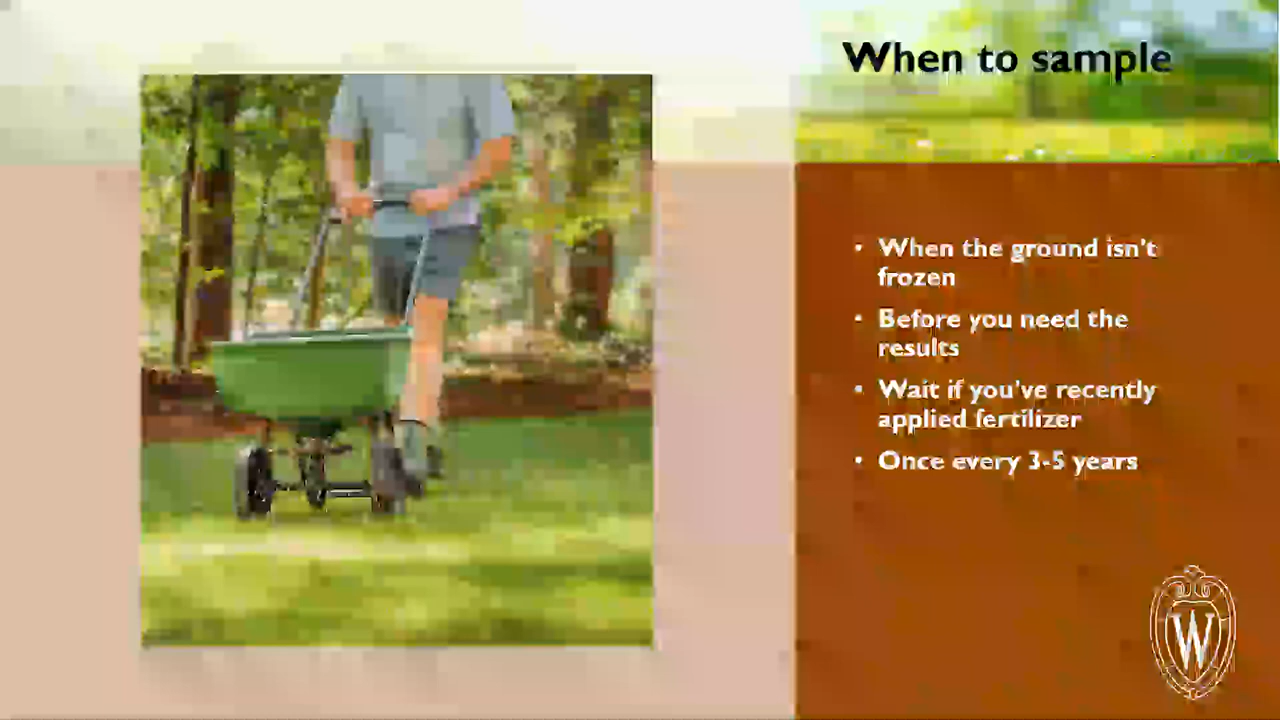 When to sample
• When the ground isn't
frozen
• Before you need the
results
• Wait if you've recently
applied fertilizer
• Once every 3-5 years
W